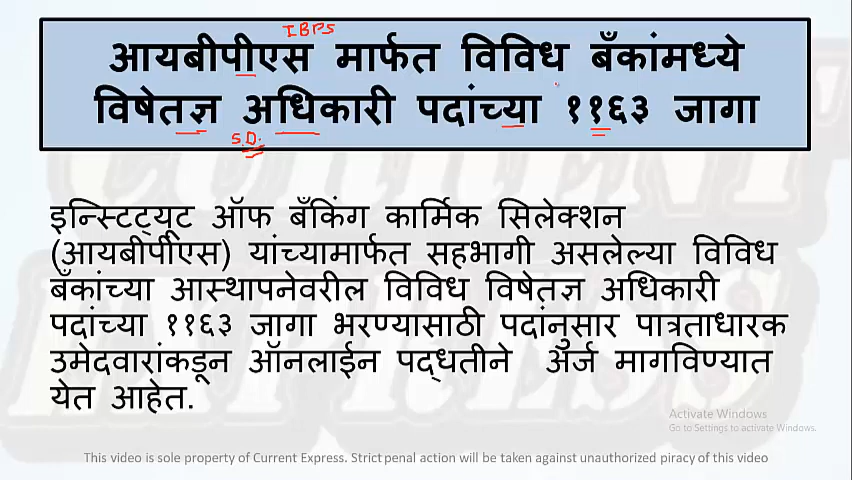 IBPS
आयबीपीएस मार्फत विविध बँकांमध्ये
विषेतज्ञ अधिकारी पदांच्या ११६३ जागा
S.O.
इन्स्टिटट्यूट ऑफ बँकिंग कार्मिक सिलेक्शन
(आयबीपीएस) यांच्यामार्फत सहभागी असलेल्या विविध
बँकांच्या आस्थापनेवरील विविध विषेतज्ञ अधिकारी
पदांच्या ११६३ जागा भरण्यासाठी पदांनुसार पात्रताधारक
उमेदवारांकडून ऑनलाईन पद्धतीने अर्ज मागविण्यात
येत आहेत.
Activate Windows
Go to Settings to activate Windows.
This video is sole property of Current Express. Strict penal action will be taken against unauthorized piracy of this video
CURRENT
EXPRESS